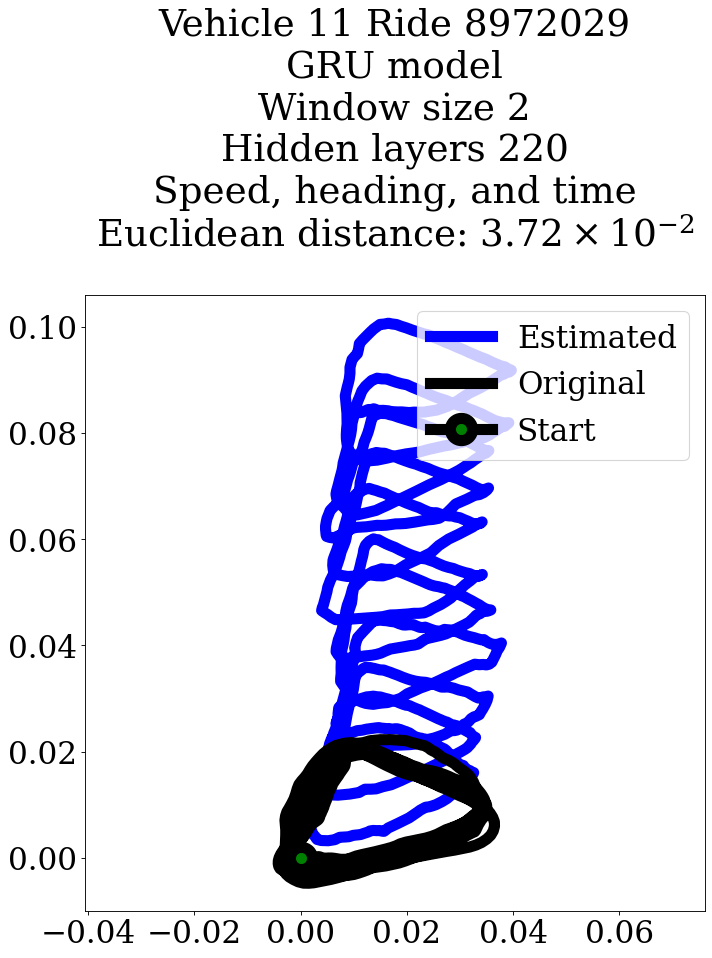 Vehicle 11 Ride 8972029
GRU model
Window size 2
Hidden layers 220
Speed, heading, and time
Euclidean distance: 3.72 × 10⁻²
Estimated
Original
Start
0.10
0.08
0.06
0.04
0.02
0.00
−0.04 −0.02 0.00 0.02 0.04 0.06